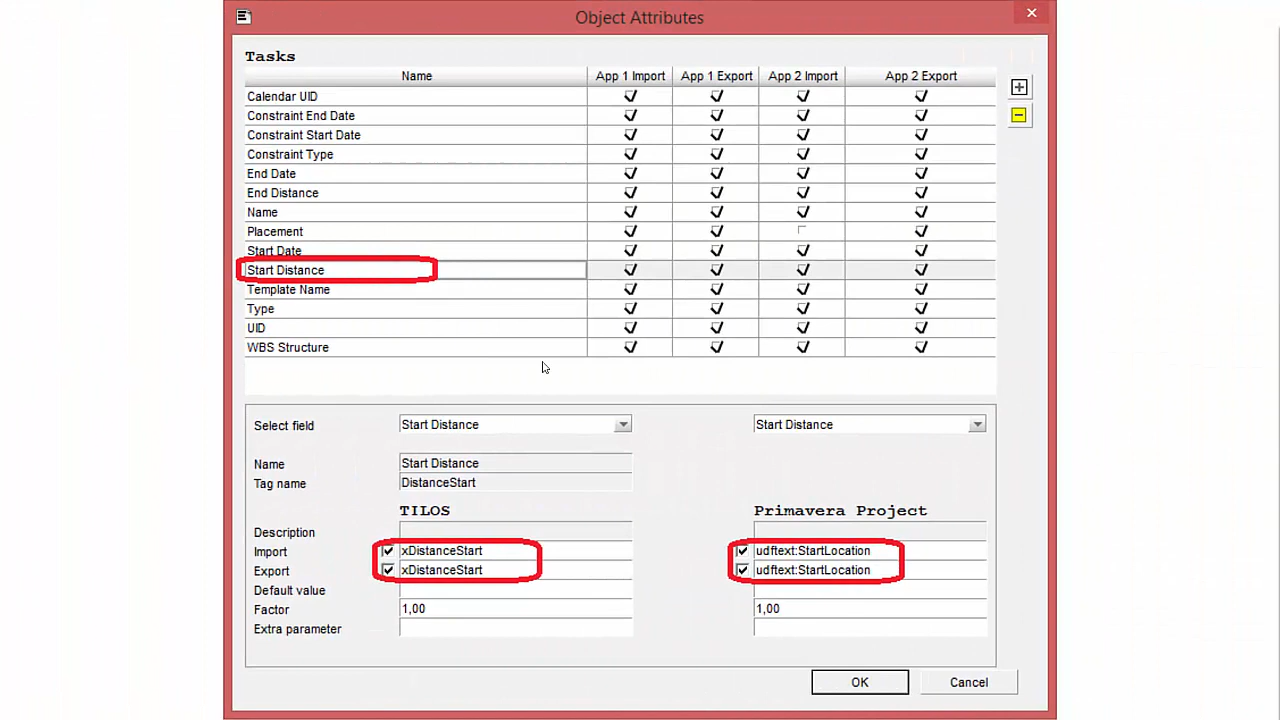 Object Attributes
Tasks
Name App 1 Import App 1 Export App 2 Import App 2 Export
Calendar UID
Constraint End Date
Constraint Start Date
Constraint Type
End Date
End Distance
Name
Placement
Start Date
Start Distance
Template Name
Type
UID
WBS Structure
Select field Start Distance Start Distance
Name Start Distance
Tag name DistanceStart
TILOS Primavera Project
Description
Import xDistanceStart udftext:StartLocation
Export xDistanceStart udftext:StartLocation
Default value
Factor 1,00 1,00
Extra parameter
OK Cancel